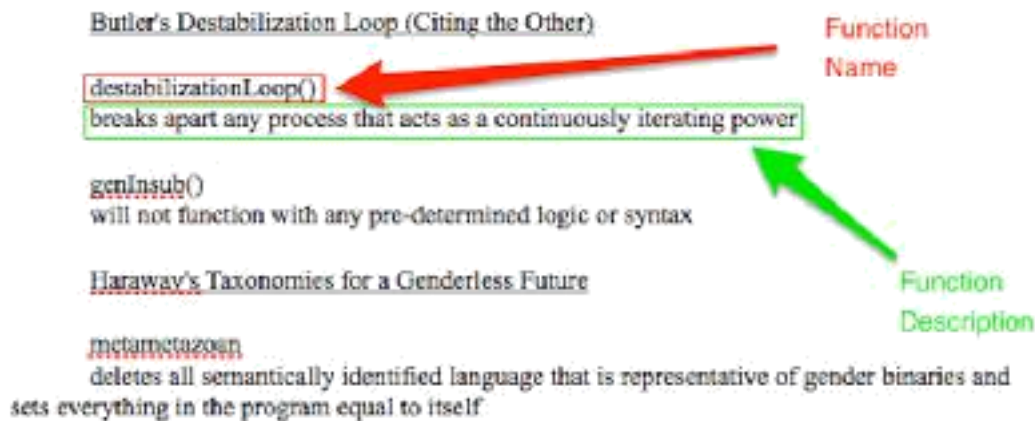 Butler's Destabilization Loop (Citing the Other)
Function
Name
destabilizationLoop()
breaks apart any process that acts as a continuously iterating power
genInsub()
will not function with any pre-determined logic or syntax
Haraway's Taxonomies for a Genderless Future
Function
Description
metametazoan
deletes all semantically identified language that is representative of gender binaries and
sets everything in the program equal to itself